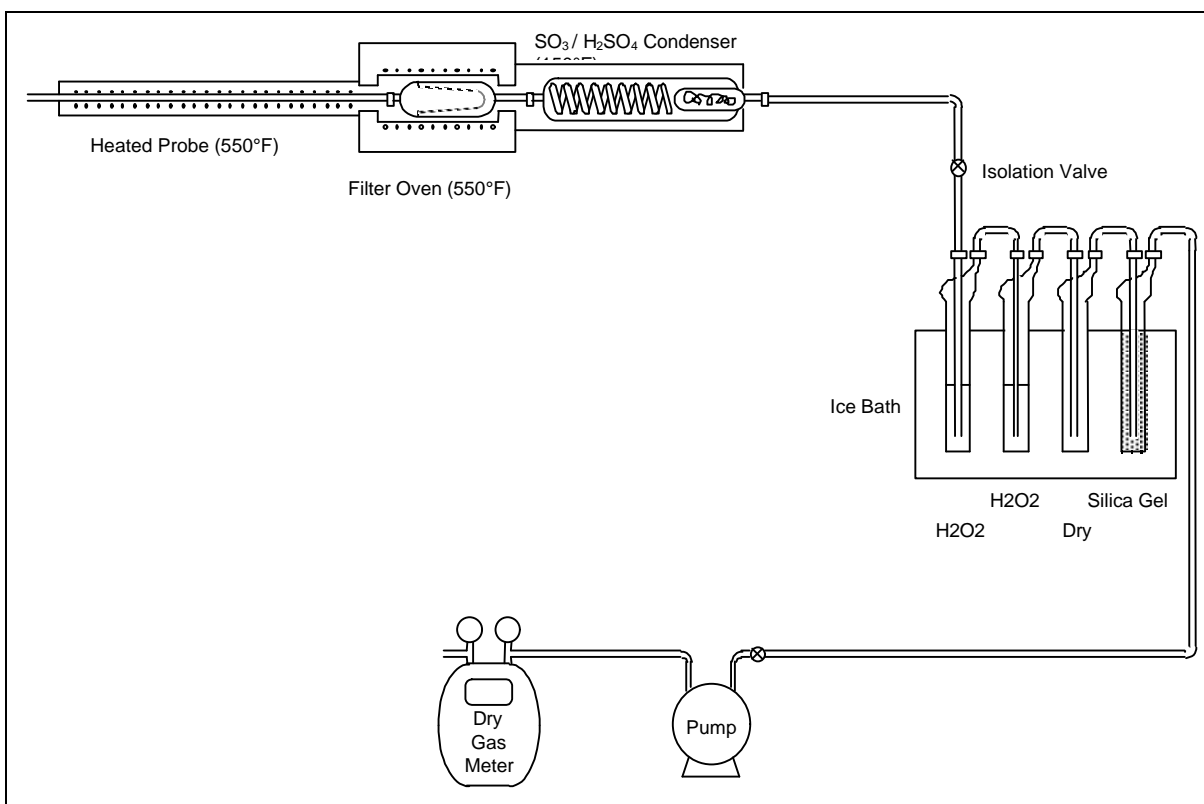 SO₃ / H₂SO₄ Condenser
Heated Probe (550°F)
Filter Oven (550°F)
Isolation Valve
Ice Bath
H2O2
Silica Gel
H2O2
Dry
Dry
Gas
Meter
Pump